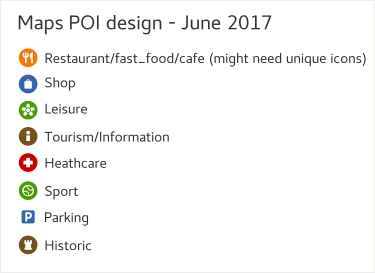 Maps POI design - June 2017
Restaurant/fast_food/cafe (might need unique icons)
Shop
Leisure
Tourism/Information
Heathcare
Sport
P Parking
Historic